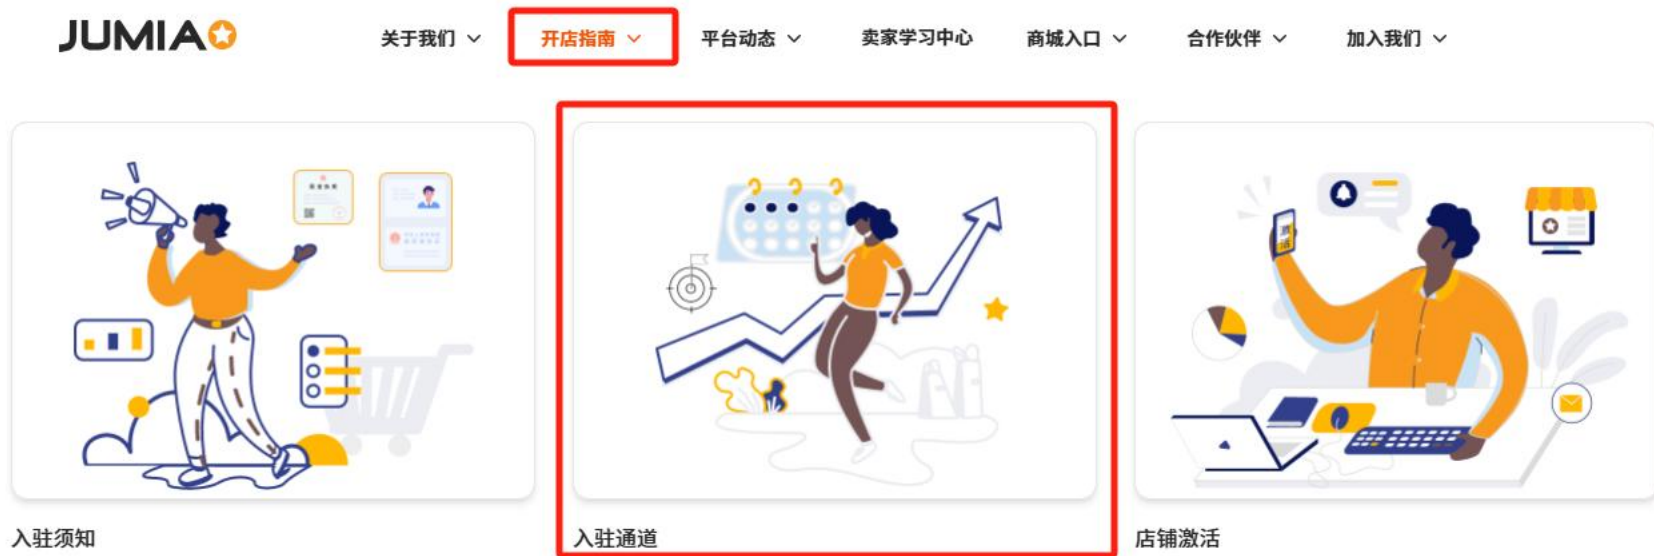 JUMIA
关于我们
开店指南
平台动态
卖家学习中心
商城入口
合作伙伴
加入我们
激活
入驻须知
入驻通道
店铺激活